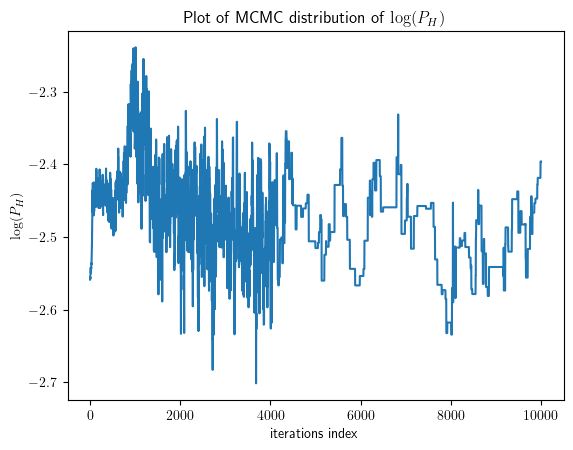 Plot of MCMC distribution of log(P_H)
log(P_H)
−2.3
−2.4
−2.5
−2.6
−2.7
0 2000 4000 6000 8000 10000
iterations index